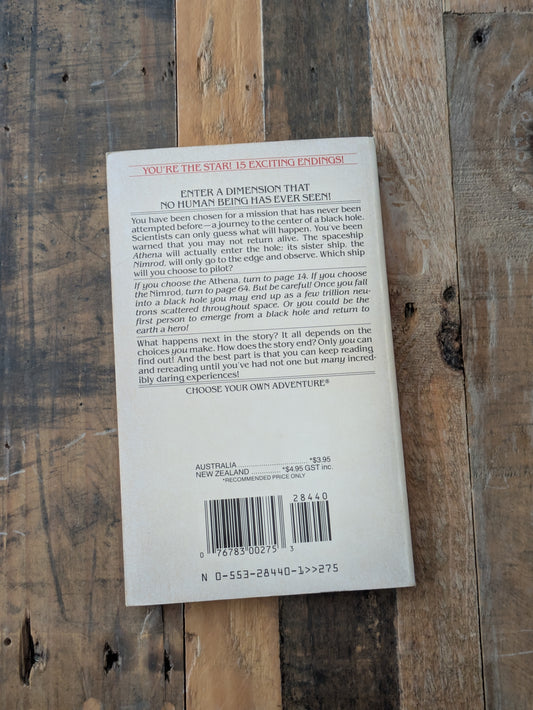 YOU'RE THE STAR! 15 EXCITING ENDINGS!
ENTER A DIMENSION THAT
NO HUMAN BEING HAS EVER SEEN!
You have been chosen for a mission that has never been
attempted before—a journey to the center of a black hole.
Scientists can only guess what will happen. You've been
warned that you may not return alive. The spaceship
Athena will actually enter the hole: its sister ship, the
Nimrod, will only go to the edge and observe. Which ship
will you choose to pilot?
If you choose the Athena, turn to page 14. If you choose
the Nimrod, turn to page 64. But be careful! Once you fall
into a black hole you may end up as a few trillion neu-
trons scattered throughout space. Or you could be the
first person to emerge from a black hole and return to
earth a hero!
What happens next in the story? It all depends on the
choices you make. How does the story end? Only you can
find out! And the best part is that you can keep reading
and rereading until you've had not one but many incred-
ibly daring experiences!
CHOOSE YOUR OWN ADVENTURE®
AUSTRALIA ........................ *$3.95
NEW ZEALAND ............ *$4.95 GST inc.
*RECOMMENDED PRICE ONLY
28440
0 76783 00275 3
N 0-553-28440-1>>275